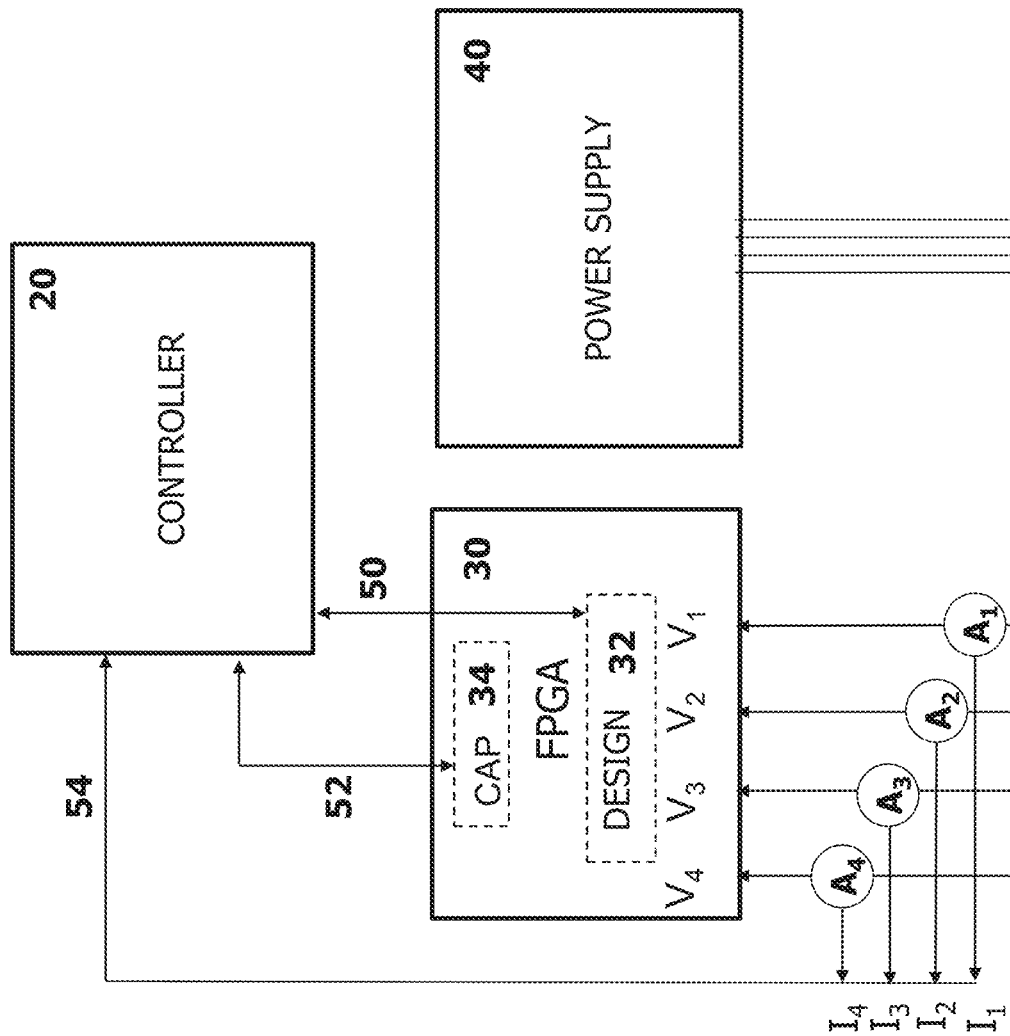 20
CONTROLLER
40
POWER SUPPLY
54
52
50
30
CAP 34
FPGA
DESIGN 32
V4 V3 V2 V1
A4
A3
A2
A1
I4
I3
I2
I1